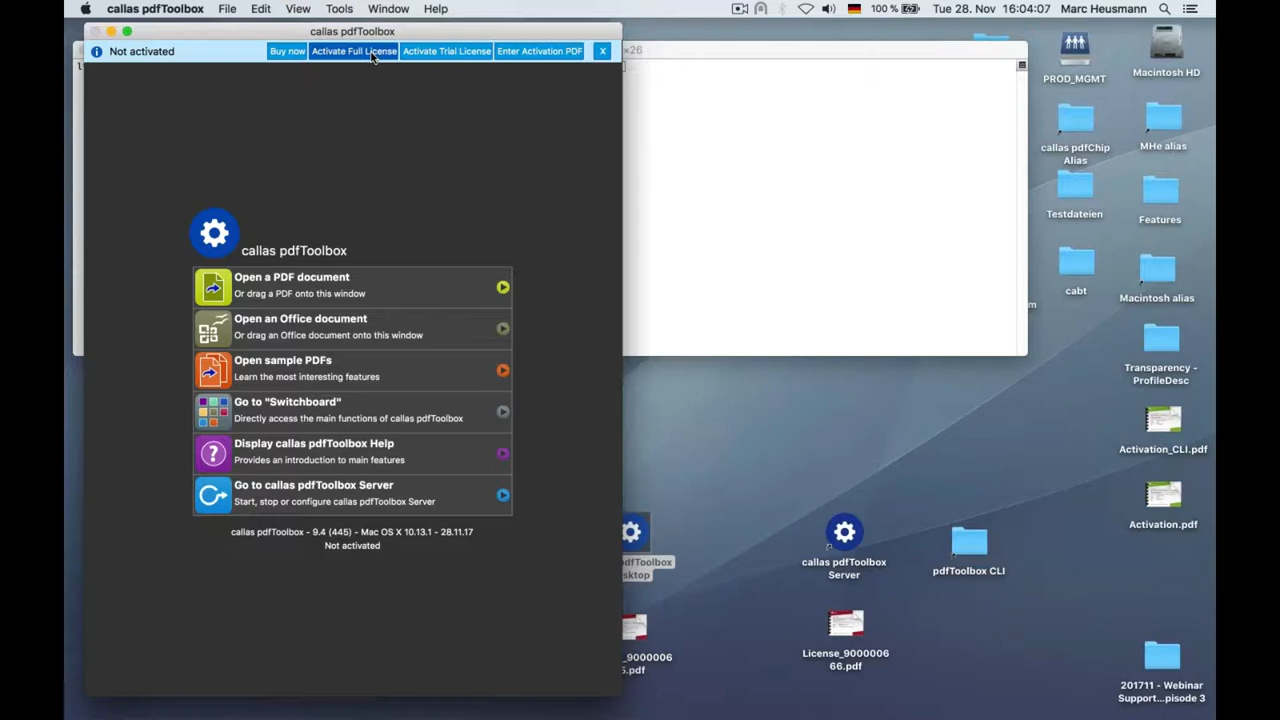 callas pdfToolbox File Edit View Tools Window Help 100 % Tue 28. Nov 16:04:07 Marc Heusmann
callas pdfToolbox
Not activated Buy now Activate Full License Activate Trial License Enter Activation PDF X
×26
callas pdfToolbox
Open a PDF document
Or drag a PDF onto this window
Open an Office document
Or drag an Office document onto this window
Open sample PDFs
Learn the most interesting features
Go to "Switchboard"
Directly access the main functions of callas pdfToolbox
Display callas pdfToolbox Help
Provides an introduction to main features
Go to callas pdfToolbox Server
Start, stop or configure callas pdfToolbox Server
callas pdfToolbox - 9.4 (445) - Mac OS X 10.13.1 - 28.11.17
Not activated
PROD_MGMT
Macintosh HD
callas pdfChip
Alias
MHe alias
Testdateien
Features
cabt
Macintosh alias
Transparency -
ProfileDesc
Activation_CLI.pdf
Activation.pdf
dfToolbox
sktop
callas pdfToolbox
Server
pdfToolbox CLI
_9000006
5.pdf
License_9000006
66.pdf
201711 - Webinar
Support...pisode 3